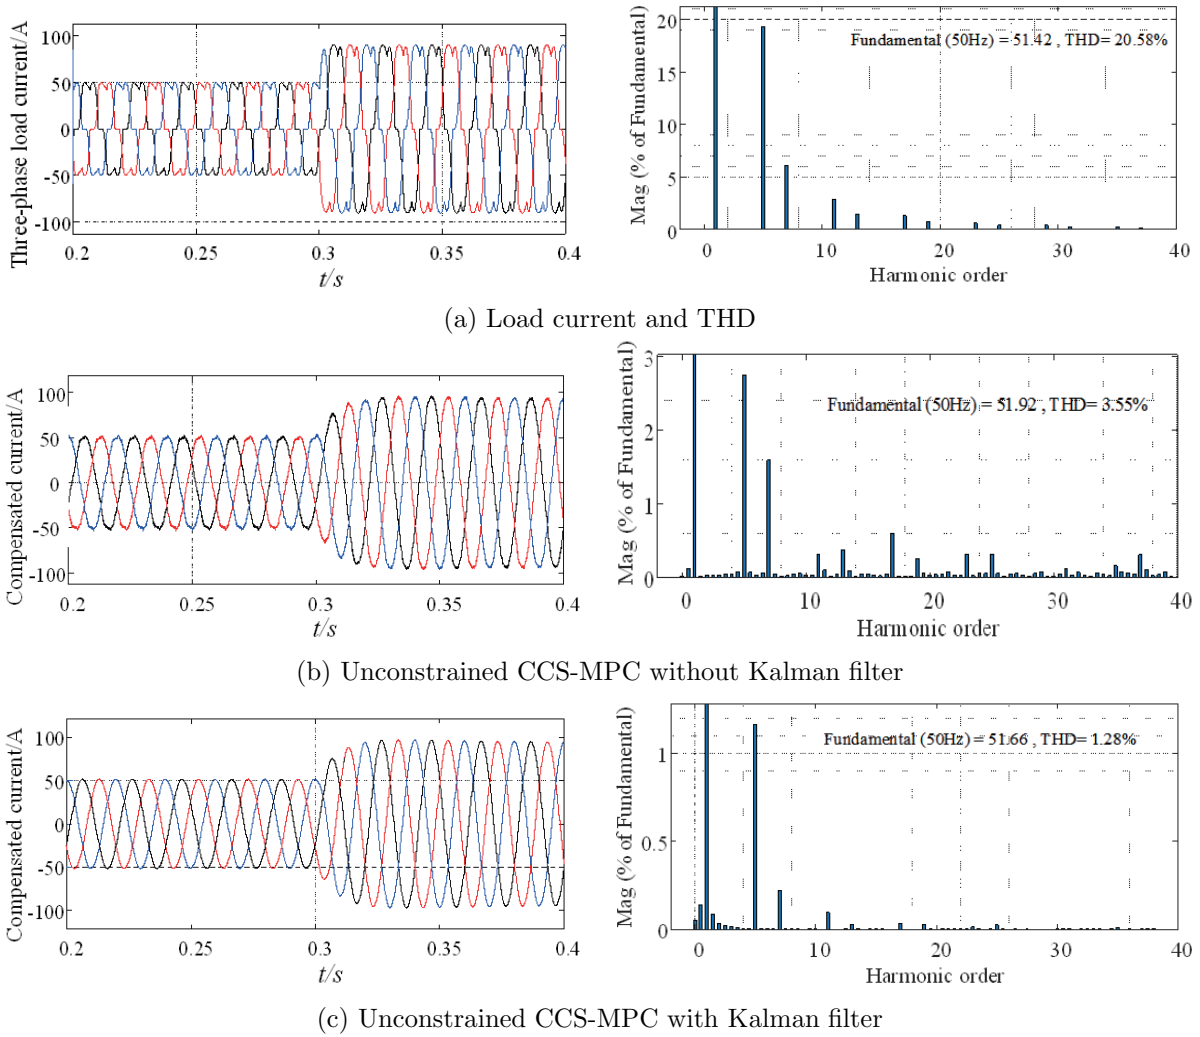 Three-phase load current/A
100
50
0
-50
-100
0.2 0.25 0.3 0.35 0.4
t/s
Mag (% of Fundamental)
20
15
10
5
0
Fundamental (50Hz) = 51.42 , THD= 20.58%
0 10 20 30 40
Harmonic order
(a) Load current and THD
Compensated current/A
100
50
0
-50
-100
0.2 0.25 0.3 0.35 0.4
t/s
Mag (% of Fundamental)
3
2
1
0
Fundamental (50Hz) = 51.92 , THD= 3.55%
0 10 20 30 40
Harmonic order
(b) Unconstrained CCS-MPC without Kalman filter
Compensated current/A
100
50
0
-50
-100
0.2 0.25 0.3 0.35 0.4
t/s
Mag (% of Fundamental)
1
0.5
0
Fundamental (50Hz) = 51.66 , THD= 1.28%
0 10 20 30 40
Harmonic order
(c) Unconstrained CCS-MPC with Kalman filter